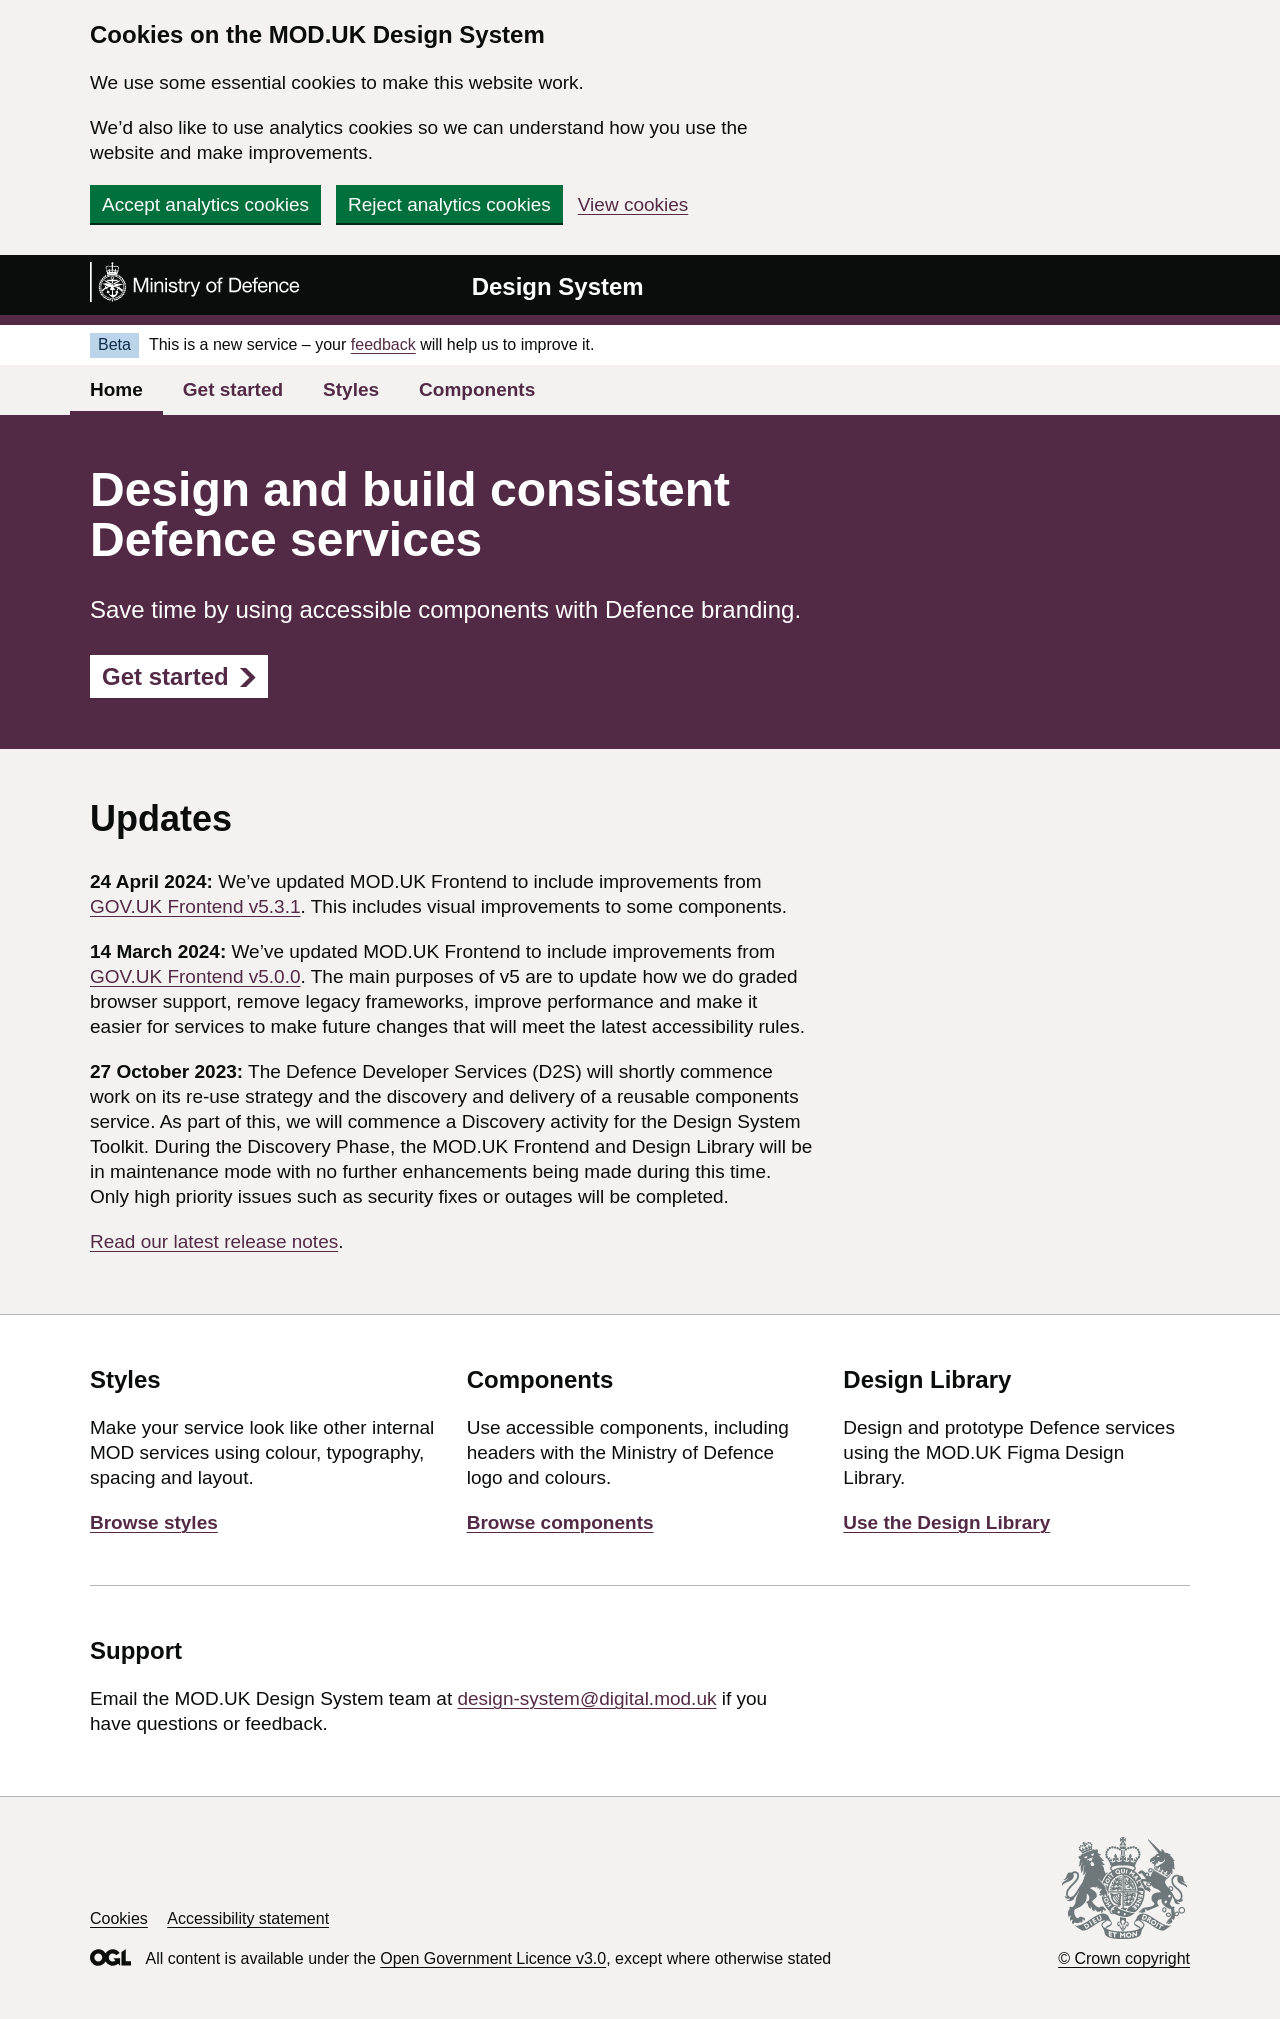 Cookies on the MOD.UK Design System
We use some essential cookies to make this website work.
We’d also like to use analytics cookies so we can understand how you use the
website and make improvements.
Accept analytics cookies
Reject analytics cookies
View cookies
Ministry of Defence
Design System
Beta
This is a new service – your feedback will help us to improve it.
Home
Get started
Styles
Components
Design and build consistent
Defence services
Save time by using accessible components with Defence branding.
Get started
Updates
24 April 2024: We’ve updated MOD.UK Frontend to include improvements from
GOV.UK Frontend v5.3.1. This includes visual improvements to some components.
14 March 2024: We’ve updated MOD.UK Frontend to include improvements from
GOV.UK Frontend v5.0.0. The main purposes of v5 are to update how we do graded
browser support, remove legacy frameworks, improve performance and make it
easier for services to make future changes that will meet the latest accessibility rules.
27 October 2023: The Defence Developer Services (D2S) will shortly commence
work on its re-use strategy and the discovery and delivery of a reusable components
service. As part of this, we will commence a Discovery activity for the Design System
Toolkit. During the Discovery Phase, the MOD.UK Frontend and Design Library will be
in maintenance mode with no further enhancements being made during this time.
Only high priority issues such as security fixes or outages will be completed.
Read our latest release notes.
Styles
Make your service look like other internal
MOD services using colour, typography,
spacing and layout.
Browse styles
Components
Use accessible components, including
headers with the Ministry of Defence
logo and colours.
Browse components
Design Library
Design and prototype Defence services
using the MOD.UK Figma Design
Library.
Use the Design Library
Support
Email the MOD.UK Design System team at design-system@digital.mod.uk if you
have questions or feedback.
Cookies
Accessibility statement
OGL
All content is available under the Open Government Licence v3.0, except where otherwise stated
DIEU ET MON DROIT
© Crown copyright